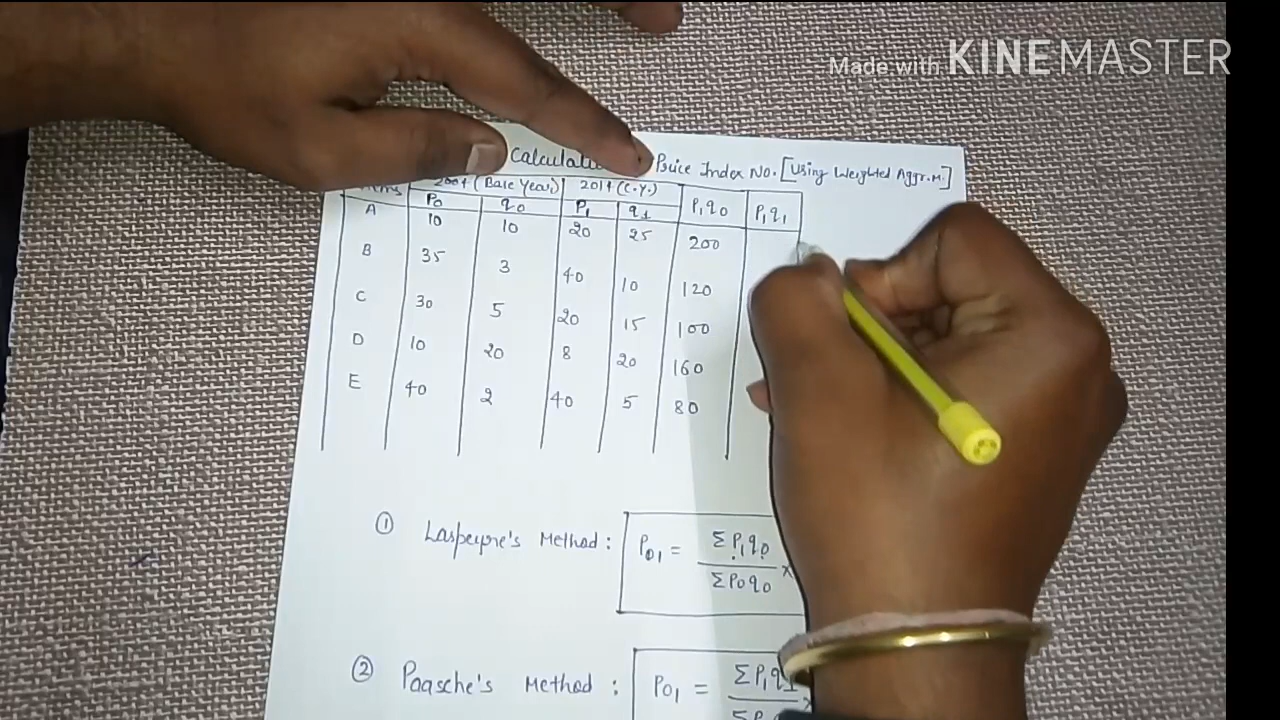 Made with KINEMASTER
Price Index No. [Using Weighted Aggr. M.]
(Base Year) 2014 (C.Y.) P₁q₀ P₁q₁
P₀ q₀ P₁ q₁
A 10 10 20 25 200
B 35 3 40 10 120
C 30 5 20 15 100
D 10 20 8 20 160
E 40 2 40 5 80
① Laspeyre's Method : P₀₁ = ΣP₁q₀ / ΣP₀q₀ ×
② Paasche's Method : P₀₁ = ΣP₁q₁